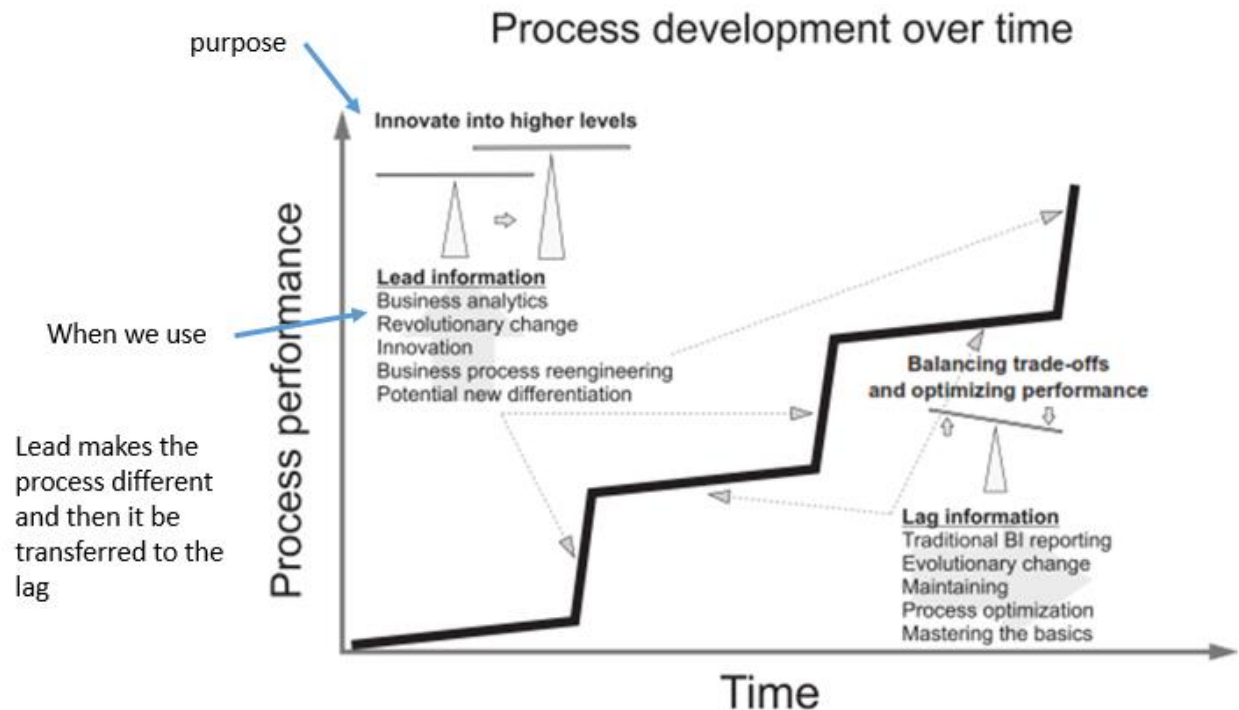 Process development over time
purpose
Innovate into higher levels
Process performance
Lead information
Business analytics
Revolutionary change
Innovation
Business process reengineering
Potential new differentiation
When we use
Lead makes the
process different
and then it be
transferred to the
lag
Balancing trade-offs
and optimizing performance
Lag information
Traditional BI reporting
Evolutionary change
Maintaining
Process optimization
Mastering the basics
Time